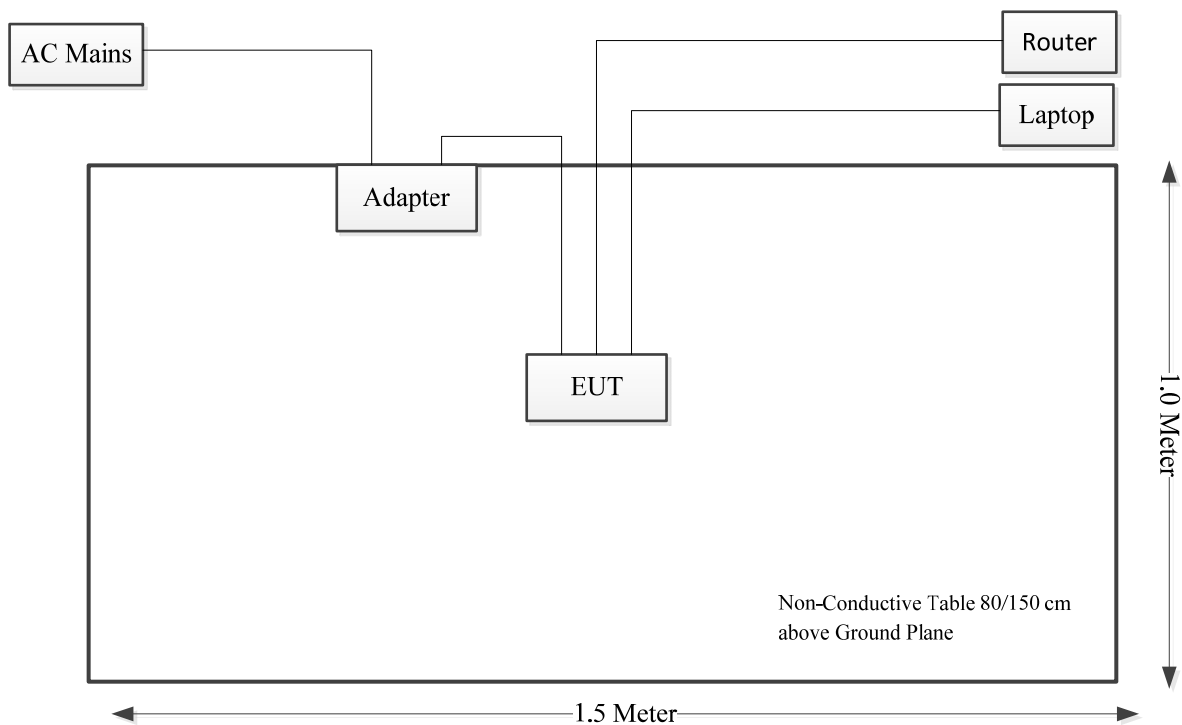 AC Mains
Router
Laptop
Adapter
EUT
1.0 Meter
Non-Conductive Table 80/150 cm
above Ground Plane
1.5 Meter